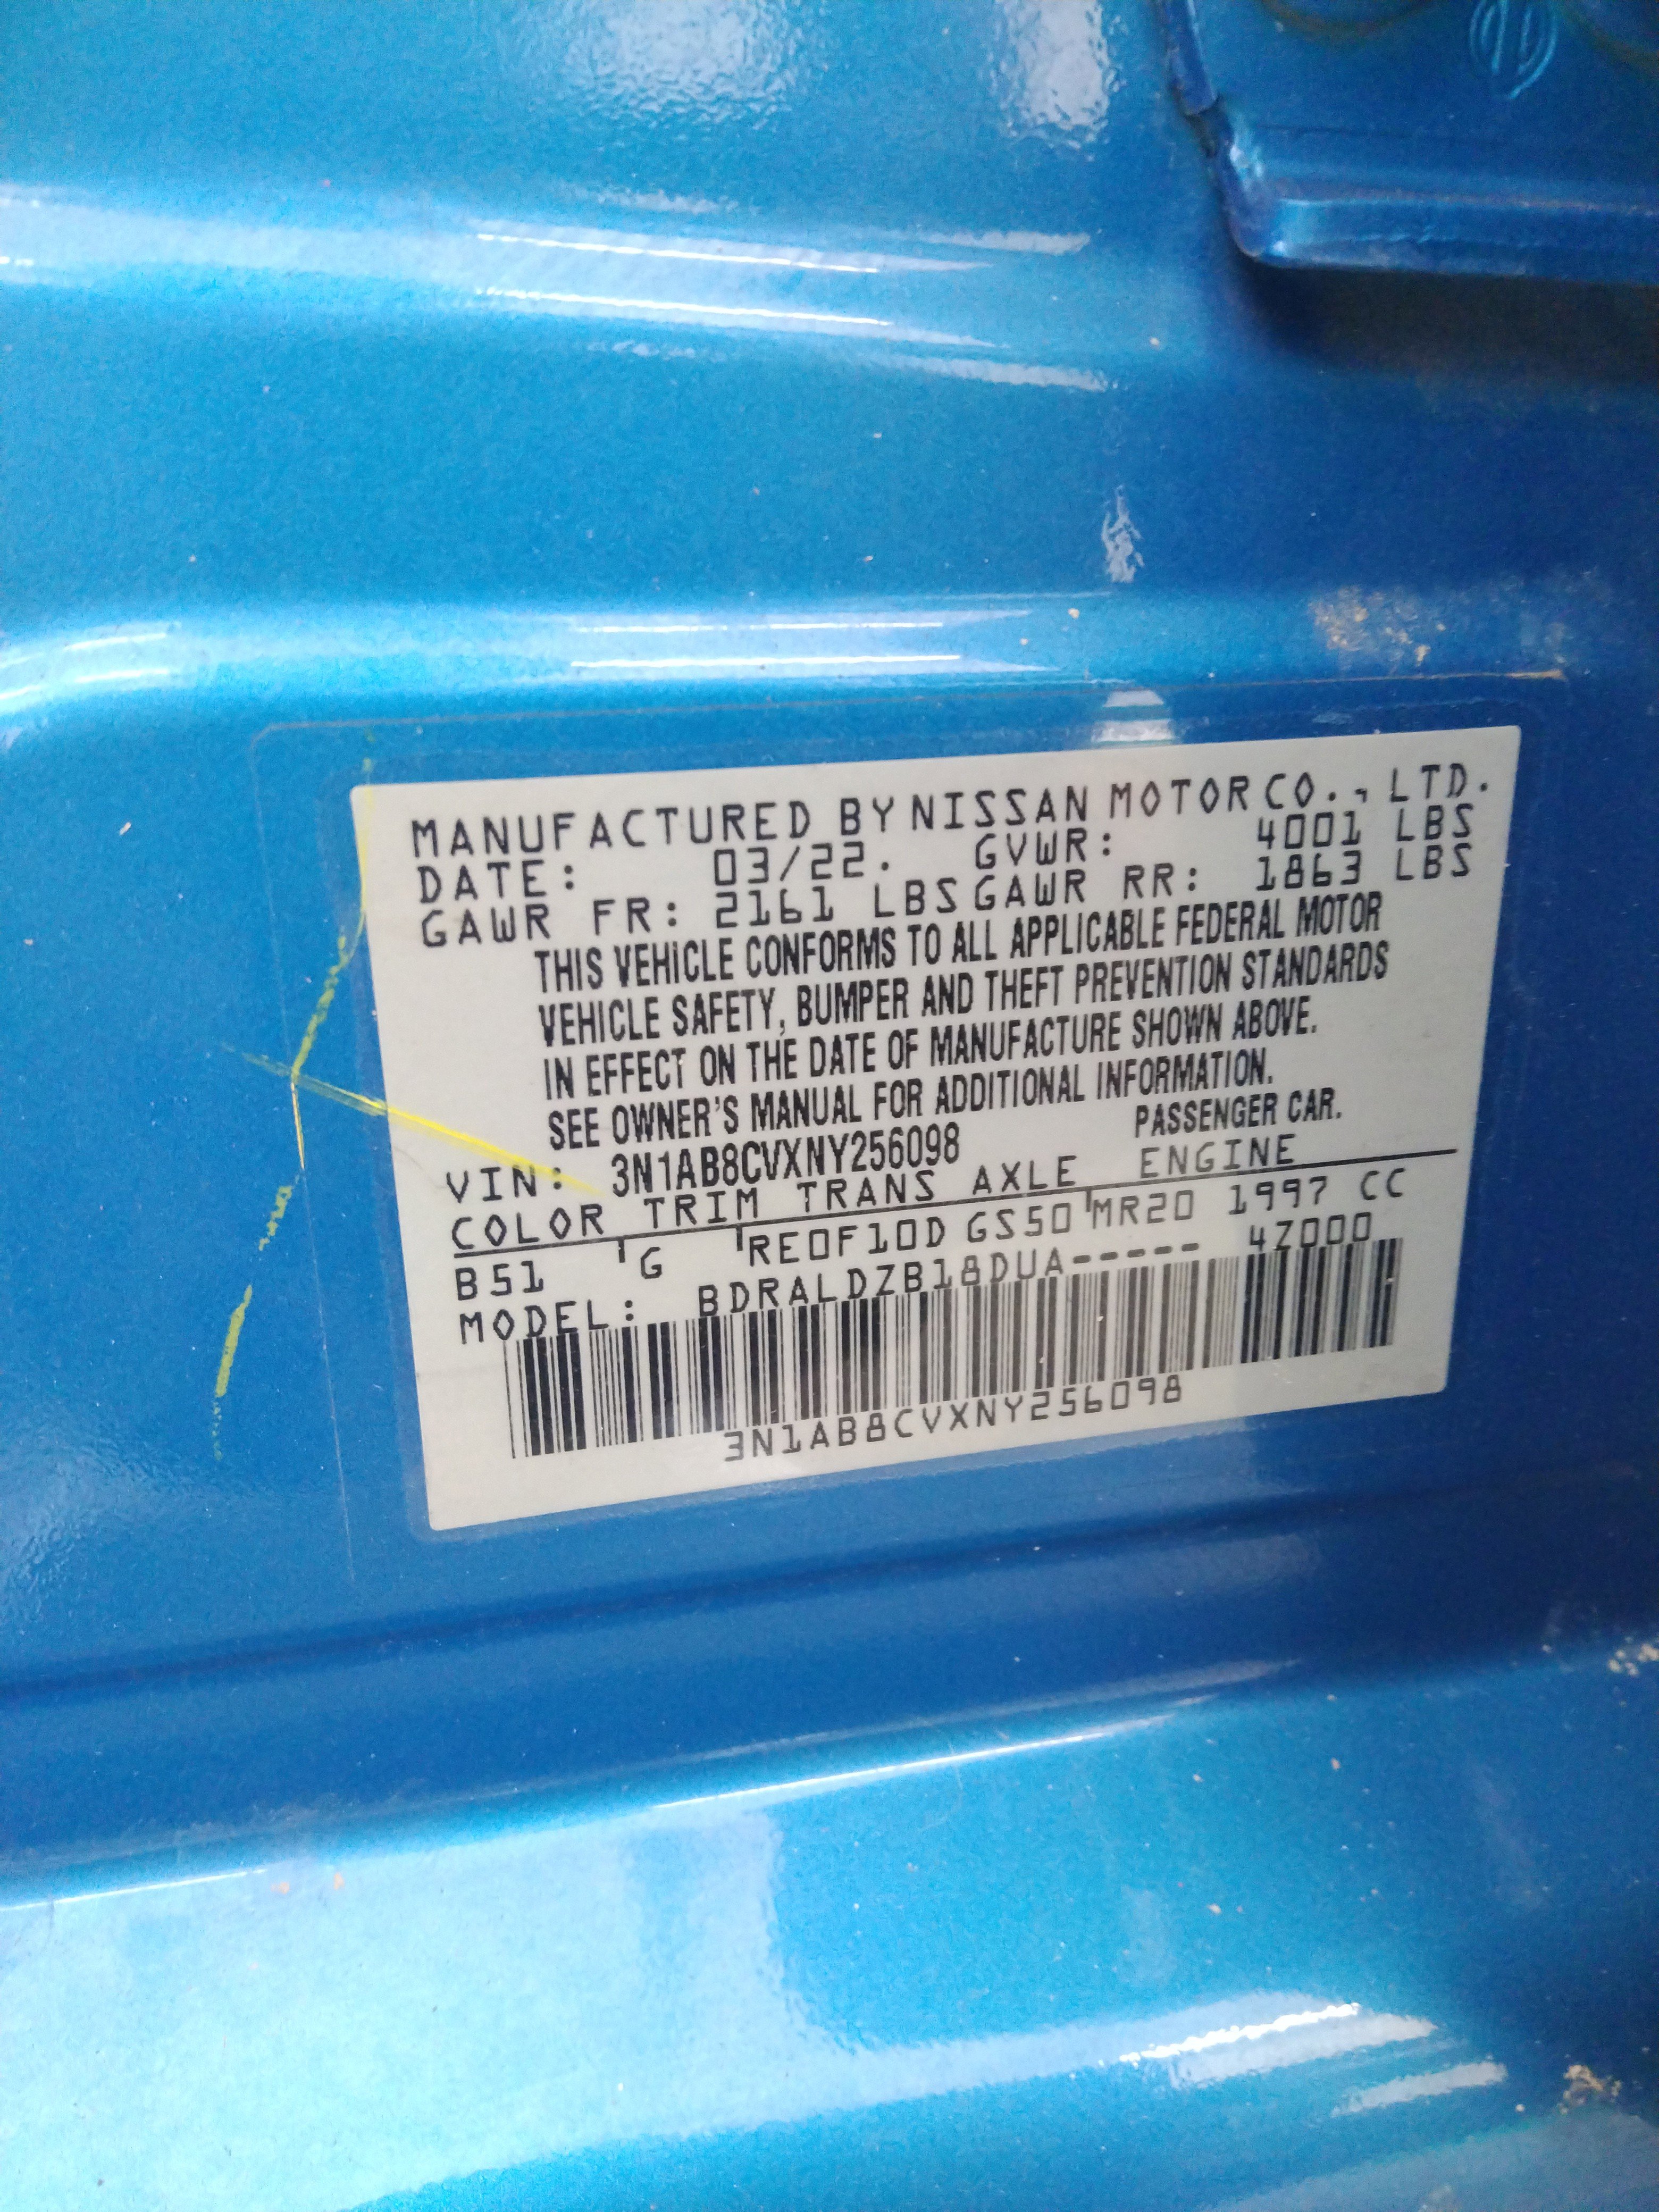 MANUFACTURED BY NISSAN MOTOR CO., LTD.
DATE: 03/22. GVWR: 4001 LBS
GAWR FR: 2161 LBS GAWR RR: 1863 LBS
THIS VEHICLE CONFORMS TO ALL APPLICABLE FEDERAL MOTOR
VEHICLE SAFETY, BUMPER AND THEFT PREVENTION STANDARDS
IN EFFECT ON THE DATE OF MANUFACTURE SHOWN ABOVE.
SEE OWNER'S MANUAL FOR ADDITIONAL INFORMATION.
VIN: 3N1AB8CVXNY256098 PASSENGER CAR.
COLOR TRIM TRANS AXLE ENGINE
B51 G RE0F10D GS50 MR20 1997 CC
MODEL: BDRALDZB18DUA----- 4Z000
3N1AB8CVXNY256098